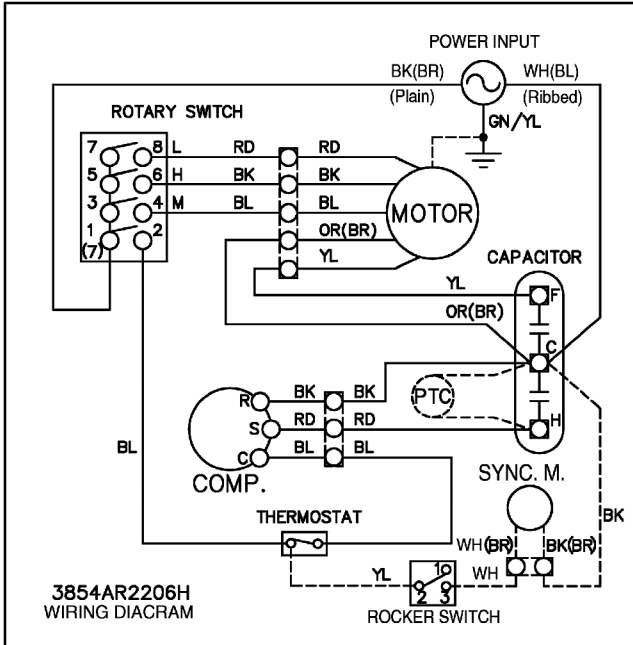 POWER INPUT
BK(BR)
WH(BL)
(Plain)
(Ribbed)
GN/YL
ROTARY SWITCH
7 8 L RD RD
5 6 H BK BK
3 4 M BL BL
MOTOR
1 2
(7)
OR(BR)
YL
CAPACITOR
YL
F
OR(BR)
C
PTC
R BK BK
S RD RD
H
C BL BL
COMP.
BL
SYNC. M.
BK
THERMOSTAT
WH(BR) BK(BR)
YL
1
2 3
WH
ROCKER SWITCH
3854AR2206H
WIRING DIACRAM